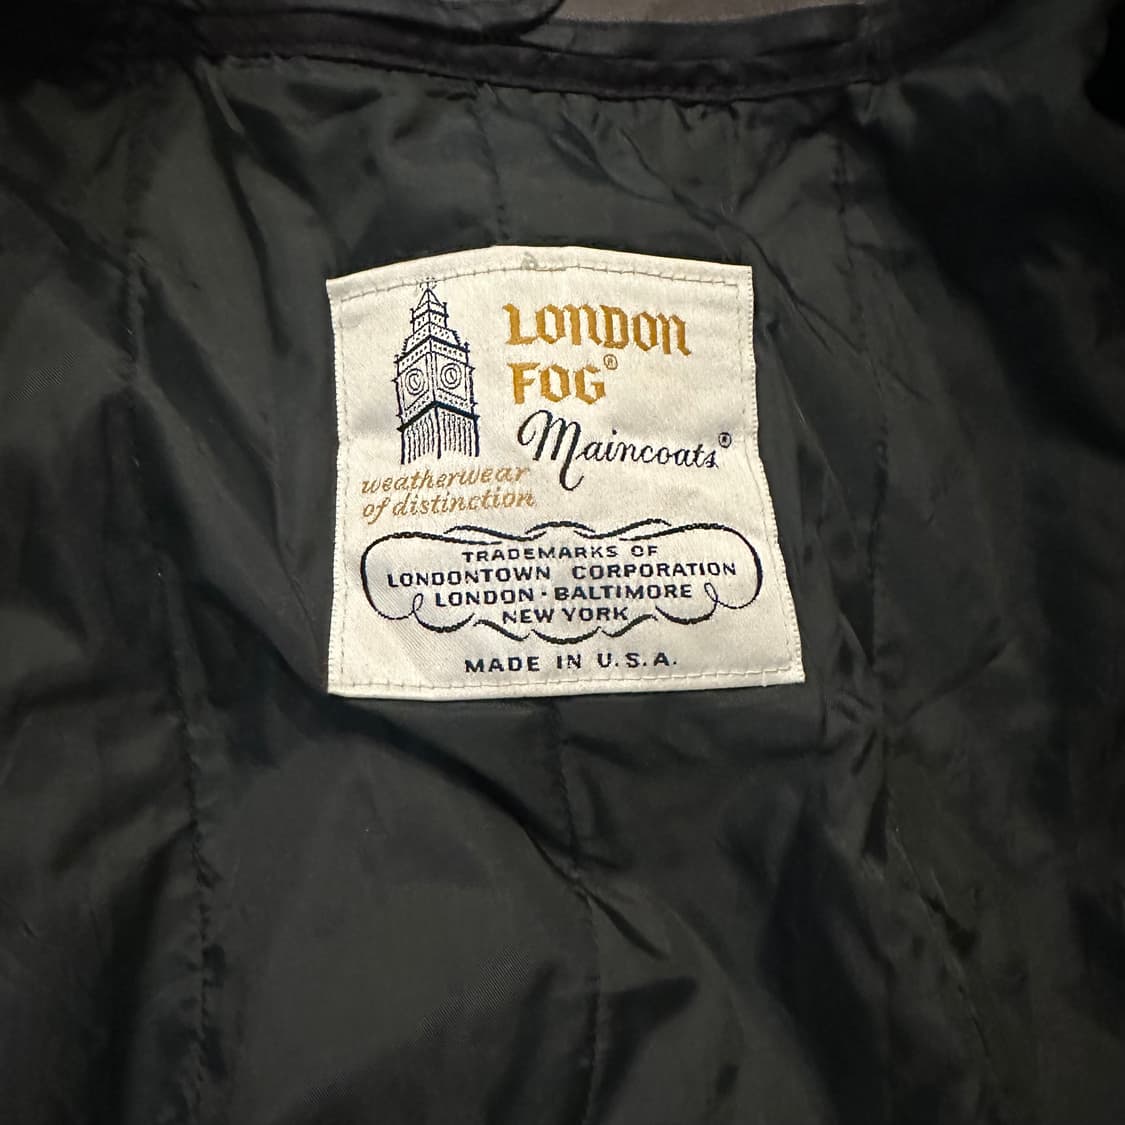 LONDON
FOG®
Maincoats®
weatherwear
of distinction
TRADEMARKS OF
LONDONTOWN CORPORATION
LONDON · BALTIMORE
NEW YORK
MADE IN U.S.A.